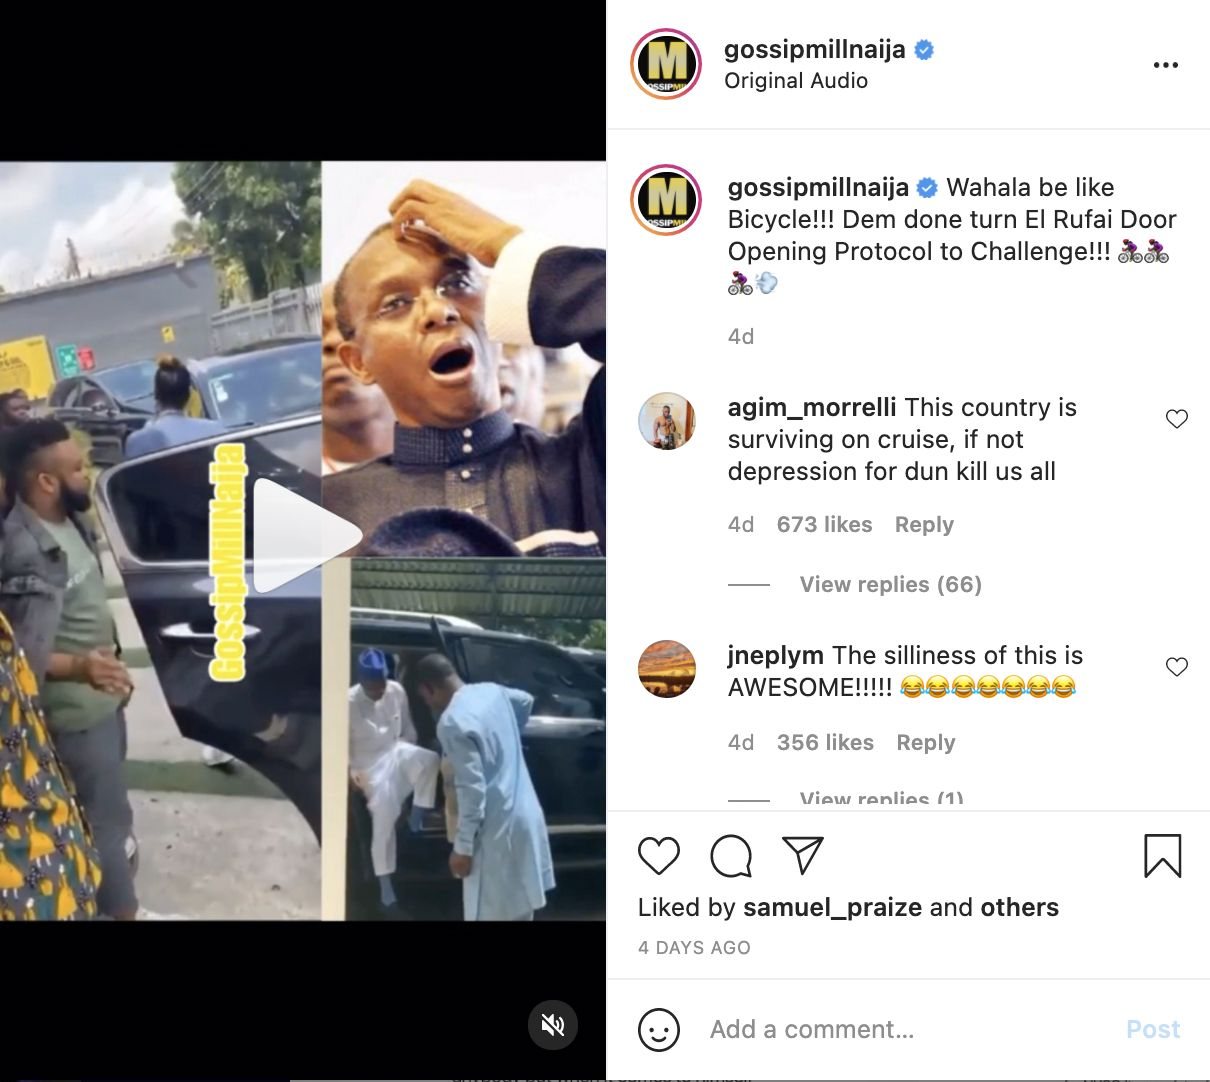 gossipmillnaija
Original Audio
gossipmillnaija Wahala be like
Bicycle!!! Dem done turn El Rufai Door
Opening Protocol to Challenge!!! 🚴🏿‍♀️🚴🏿‍♀️
🚴🏿‍♀️💨
4d
agim_morrelli This country is
surviving on cruise, if not
depression for dun kill us all
4d 673 likes Reply
View replies (66)
jneplym The silliness of this is
AWESOME!!!!! 😂😂😂😂😂😂😂
4d 356 likes Reply
View replies (1)
Liked by samuel_praize and others
4 DAYS AGO
Add a comment...
Post
GossipMillNaija